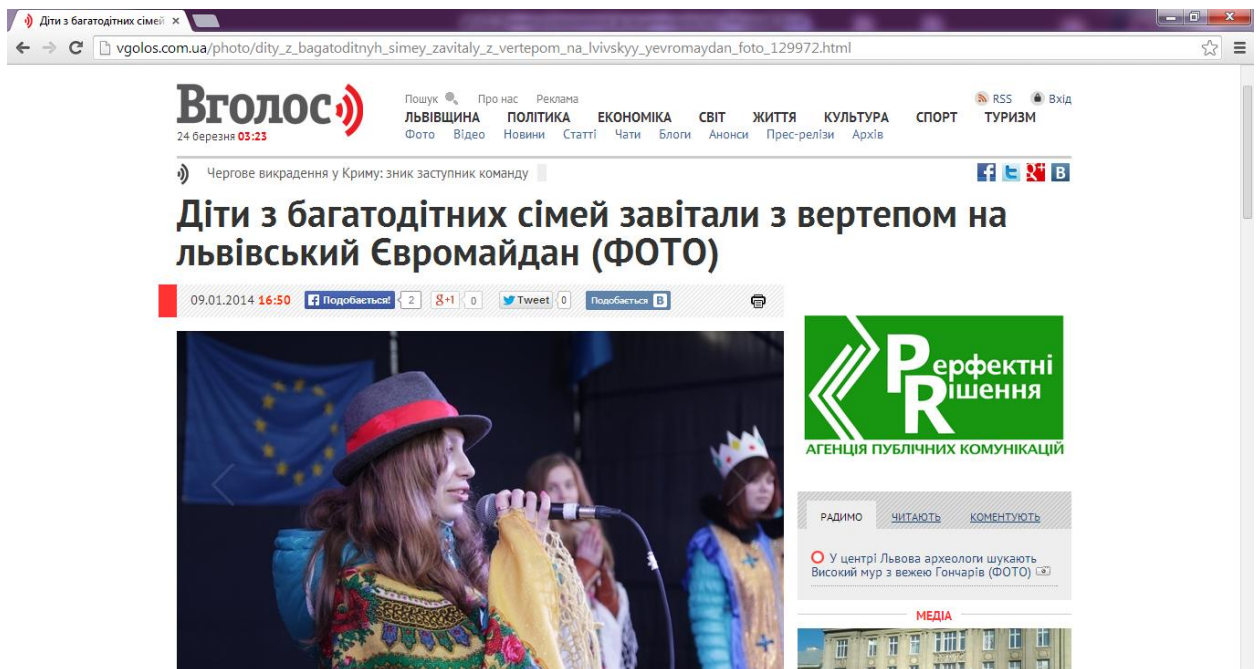 Діти з багатодітних сімей
vgolos.com.ua/photo/dity_z_bagatoditnyh_simey_zavitaly_z_vertepom_na_lvivskyy_yevromaydan_foto_129972.html
Вголос
24 березня 03:23
Пошук Про нас Реклама
RSS Вхід
ЛЬВІВЩИНА ПОЛІТИКА ЕКОНОМІКА СВІТ ЖИТТЯ КУЛЬТУРА СПОРТ ТУРИЗМ
Фото Відео Новини Статті Чати Блоги Анонси Прес-релізи Архів
Чергове викрадення у Криму: зник заступник команду
Діти з багатодітних сімей завітали з вертепом на
львівський Євромайдан (ФОТО)
09.01.2014 16:50 Подобається! 2 g+1 0 Tweet 0 Подобається В
Перфектні
Рішення
АГЕНЦІЯ ПУБЛІЧНИХ КОМУНІКАЦІЙ
РАДИМО ЧИТАЮТЬ КОМЕНТУЮТЬ
У центрі Львова археологи шукають
Високий мур з вежею Гончарів (ФОТО)
МЕДІА